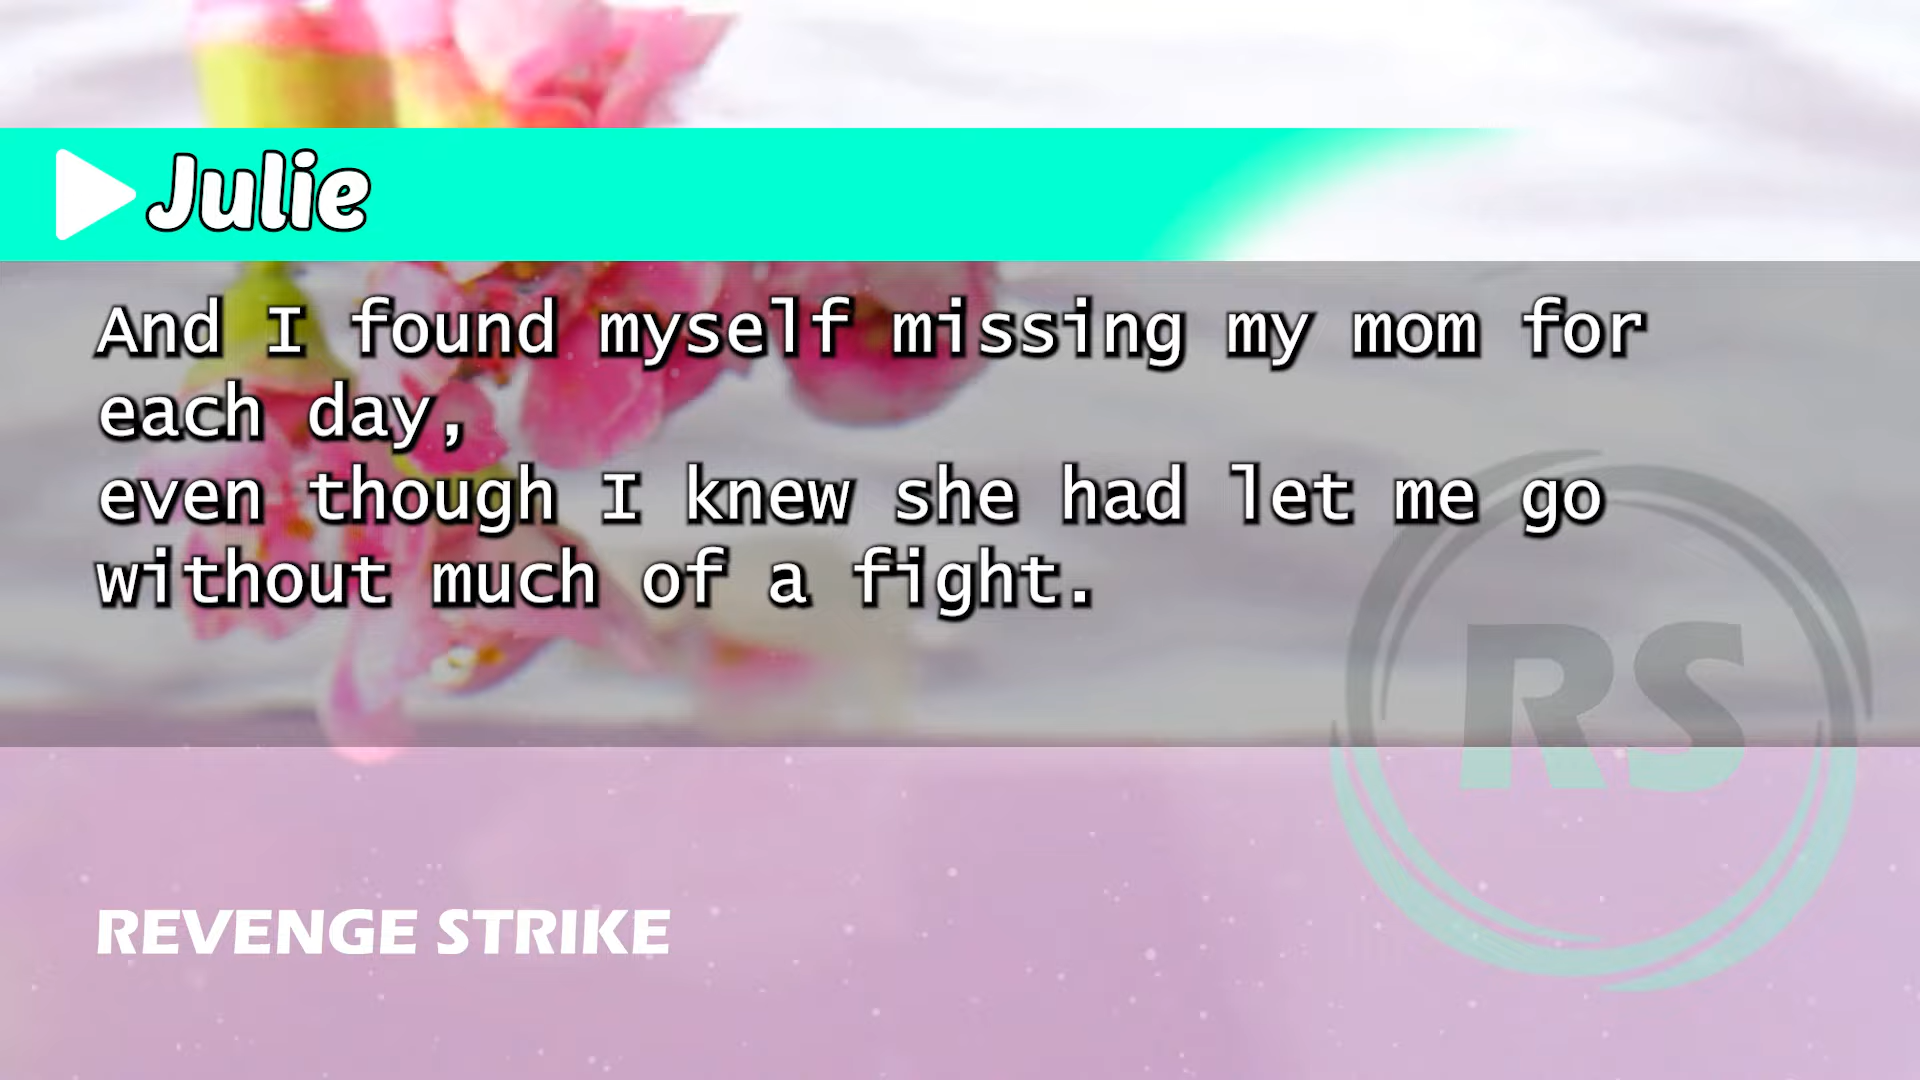 Julie
And I found myself missing my mom for
each day,
even though I knew she had let me go
without much of a fight.
RS
REVENGE STRIKE